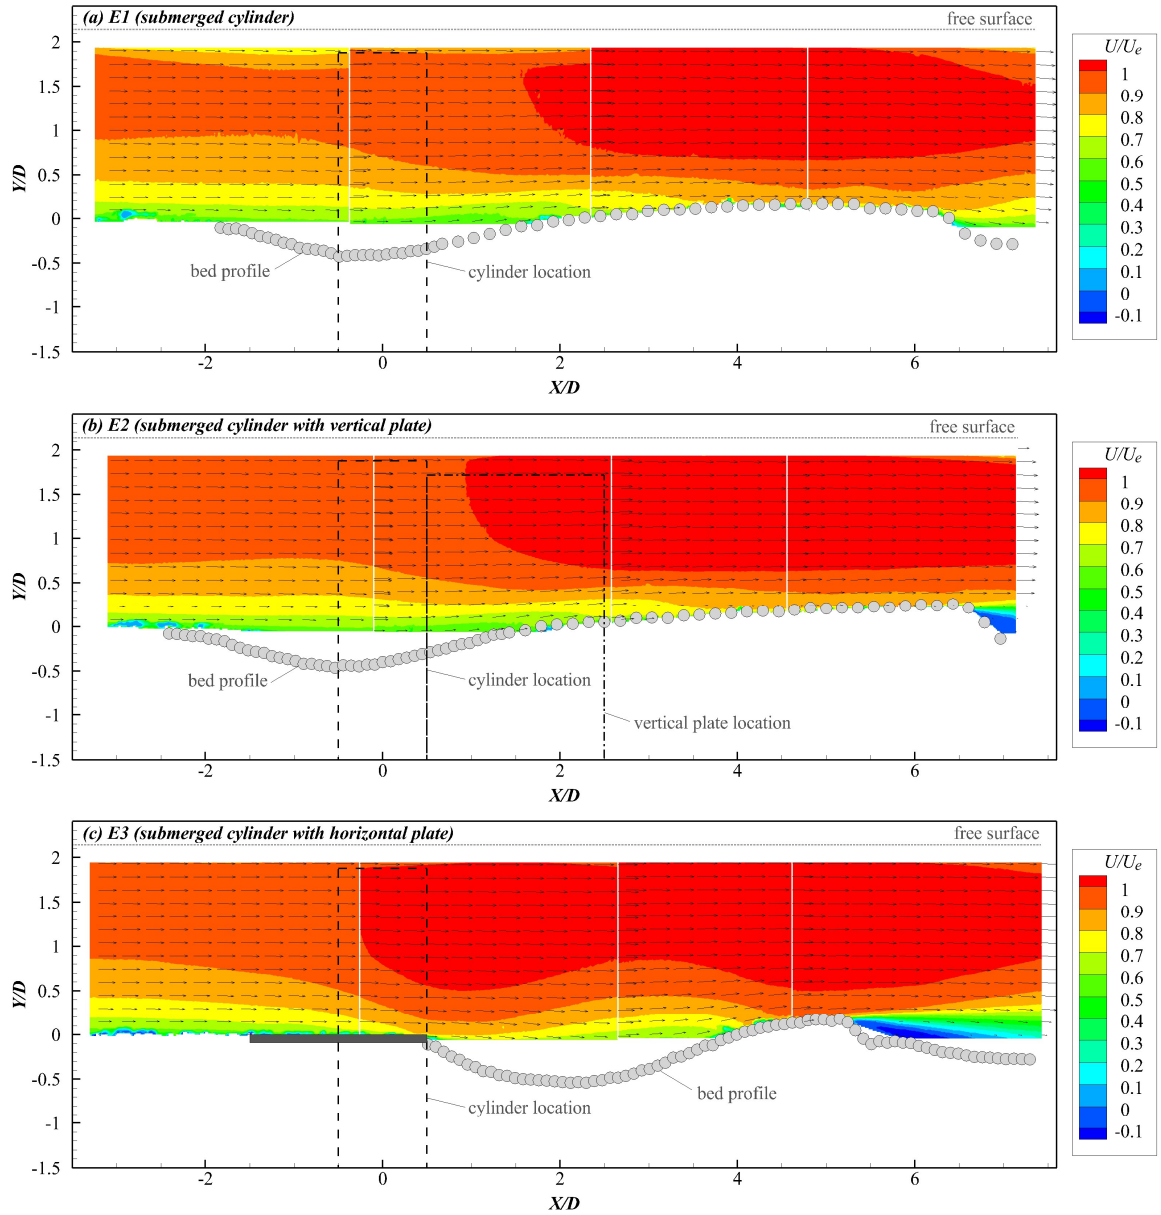 (a) E1 (submerged cylinder)
free surface
2
1.5
1
0.5
0
-0.5
-1
-1.5
Y/D
bed profile
cylinder location
-2 0 2 4 6
X/D
U/Ue
1
0.9
0.8
0.7
0.6
0.5
0.4
0.3
0.2
0.1
0
-0.1
(b) E2 (submerged cylinder with vertical plate)
free surface
2
1.5
1
0.5
0
-0.5
-1
-1.5
Y/D
bed profile
cylinder location
vertical plate location
-2 0 2 4 6
X/D
U/Ue
1
0.9
0.8
0.7
0.6
0.5
0.4
0.3
0.2
0.1
0
-0.1
(c) E3 (submerged cylinder with horizontal plate)
free surface
2
1.5
1
0.5
0
-0.5
-1
-1.5
Y/D
bed profile
cylinder location
-2 0 2 4 6
X/D
U/Ue
1
0.9
0.8
0.7
0.6
0.5
0.4
0.3
0.2
0.1
0
-0.1